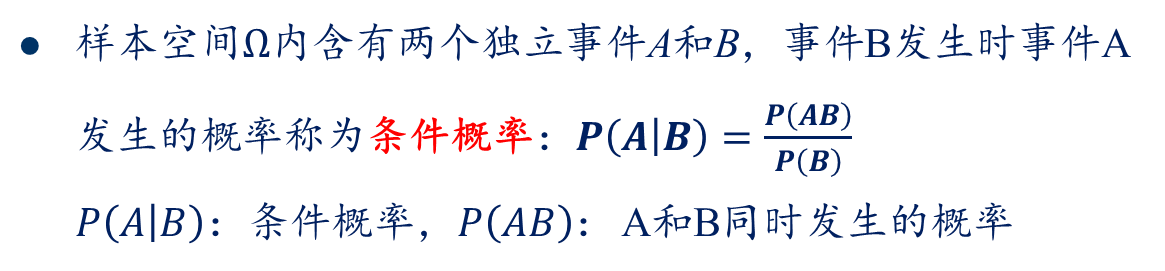 ● 样本空间Ω内含有两个独立事件A和B，事件B发生时事件A
发生的概率称为条件概率：P(A|B) = P(AB)/P(B)
P(A|B)：条件概率，P(AB)：A和B同时发生的概率